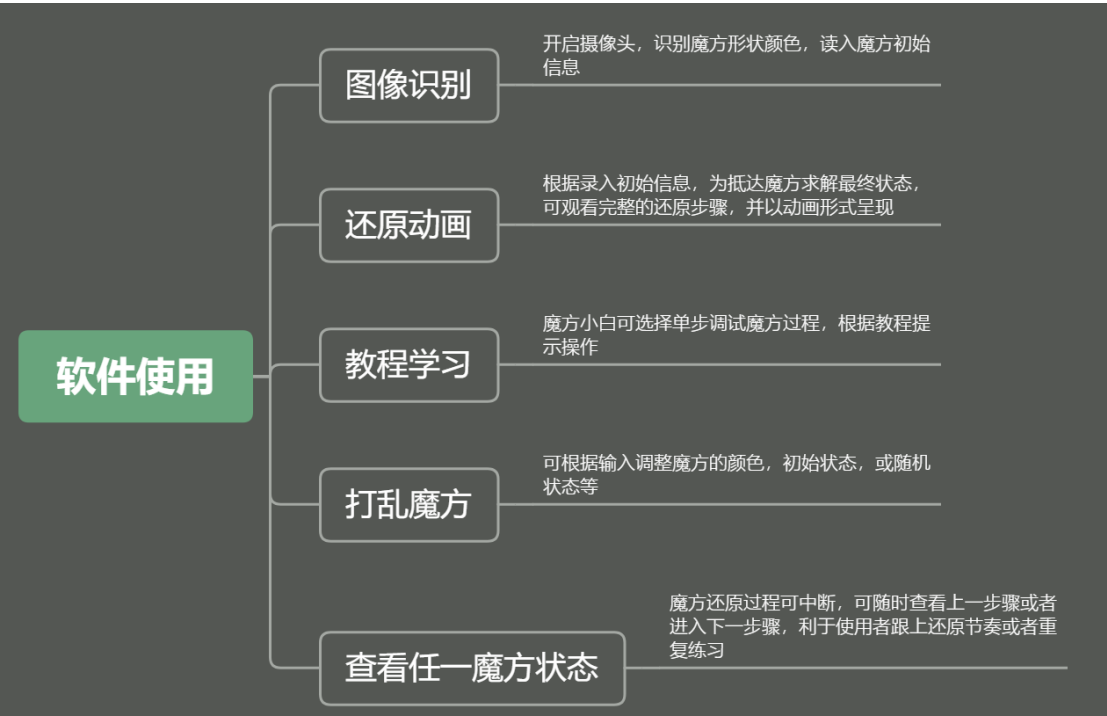 开启摄像头，识别魔方形状颜色，读入魔方初始
信息
图像识别
根据录入初始信息，为抵达魔方求解最终状态，
可观看完整的还原步骤，并以动画形式呈现
还原动画
魔方小白可选择单步调试魔方过程，根据教程提
示操作
教程学习
软件使用
可根据输入调整魔方的颜色，初始状态，或随机
状态等
打乱魔方
魔方还原过程可中断，可随时查看上一步骤或者
进入下一步骤，利于使用者跟上还原节奏或者重
复练习
查看任一魔方状态